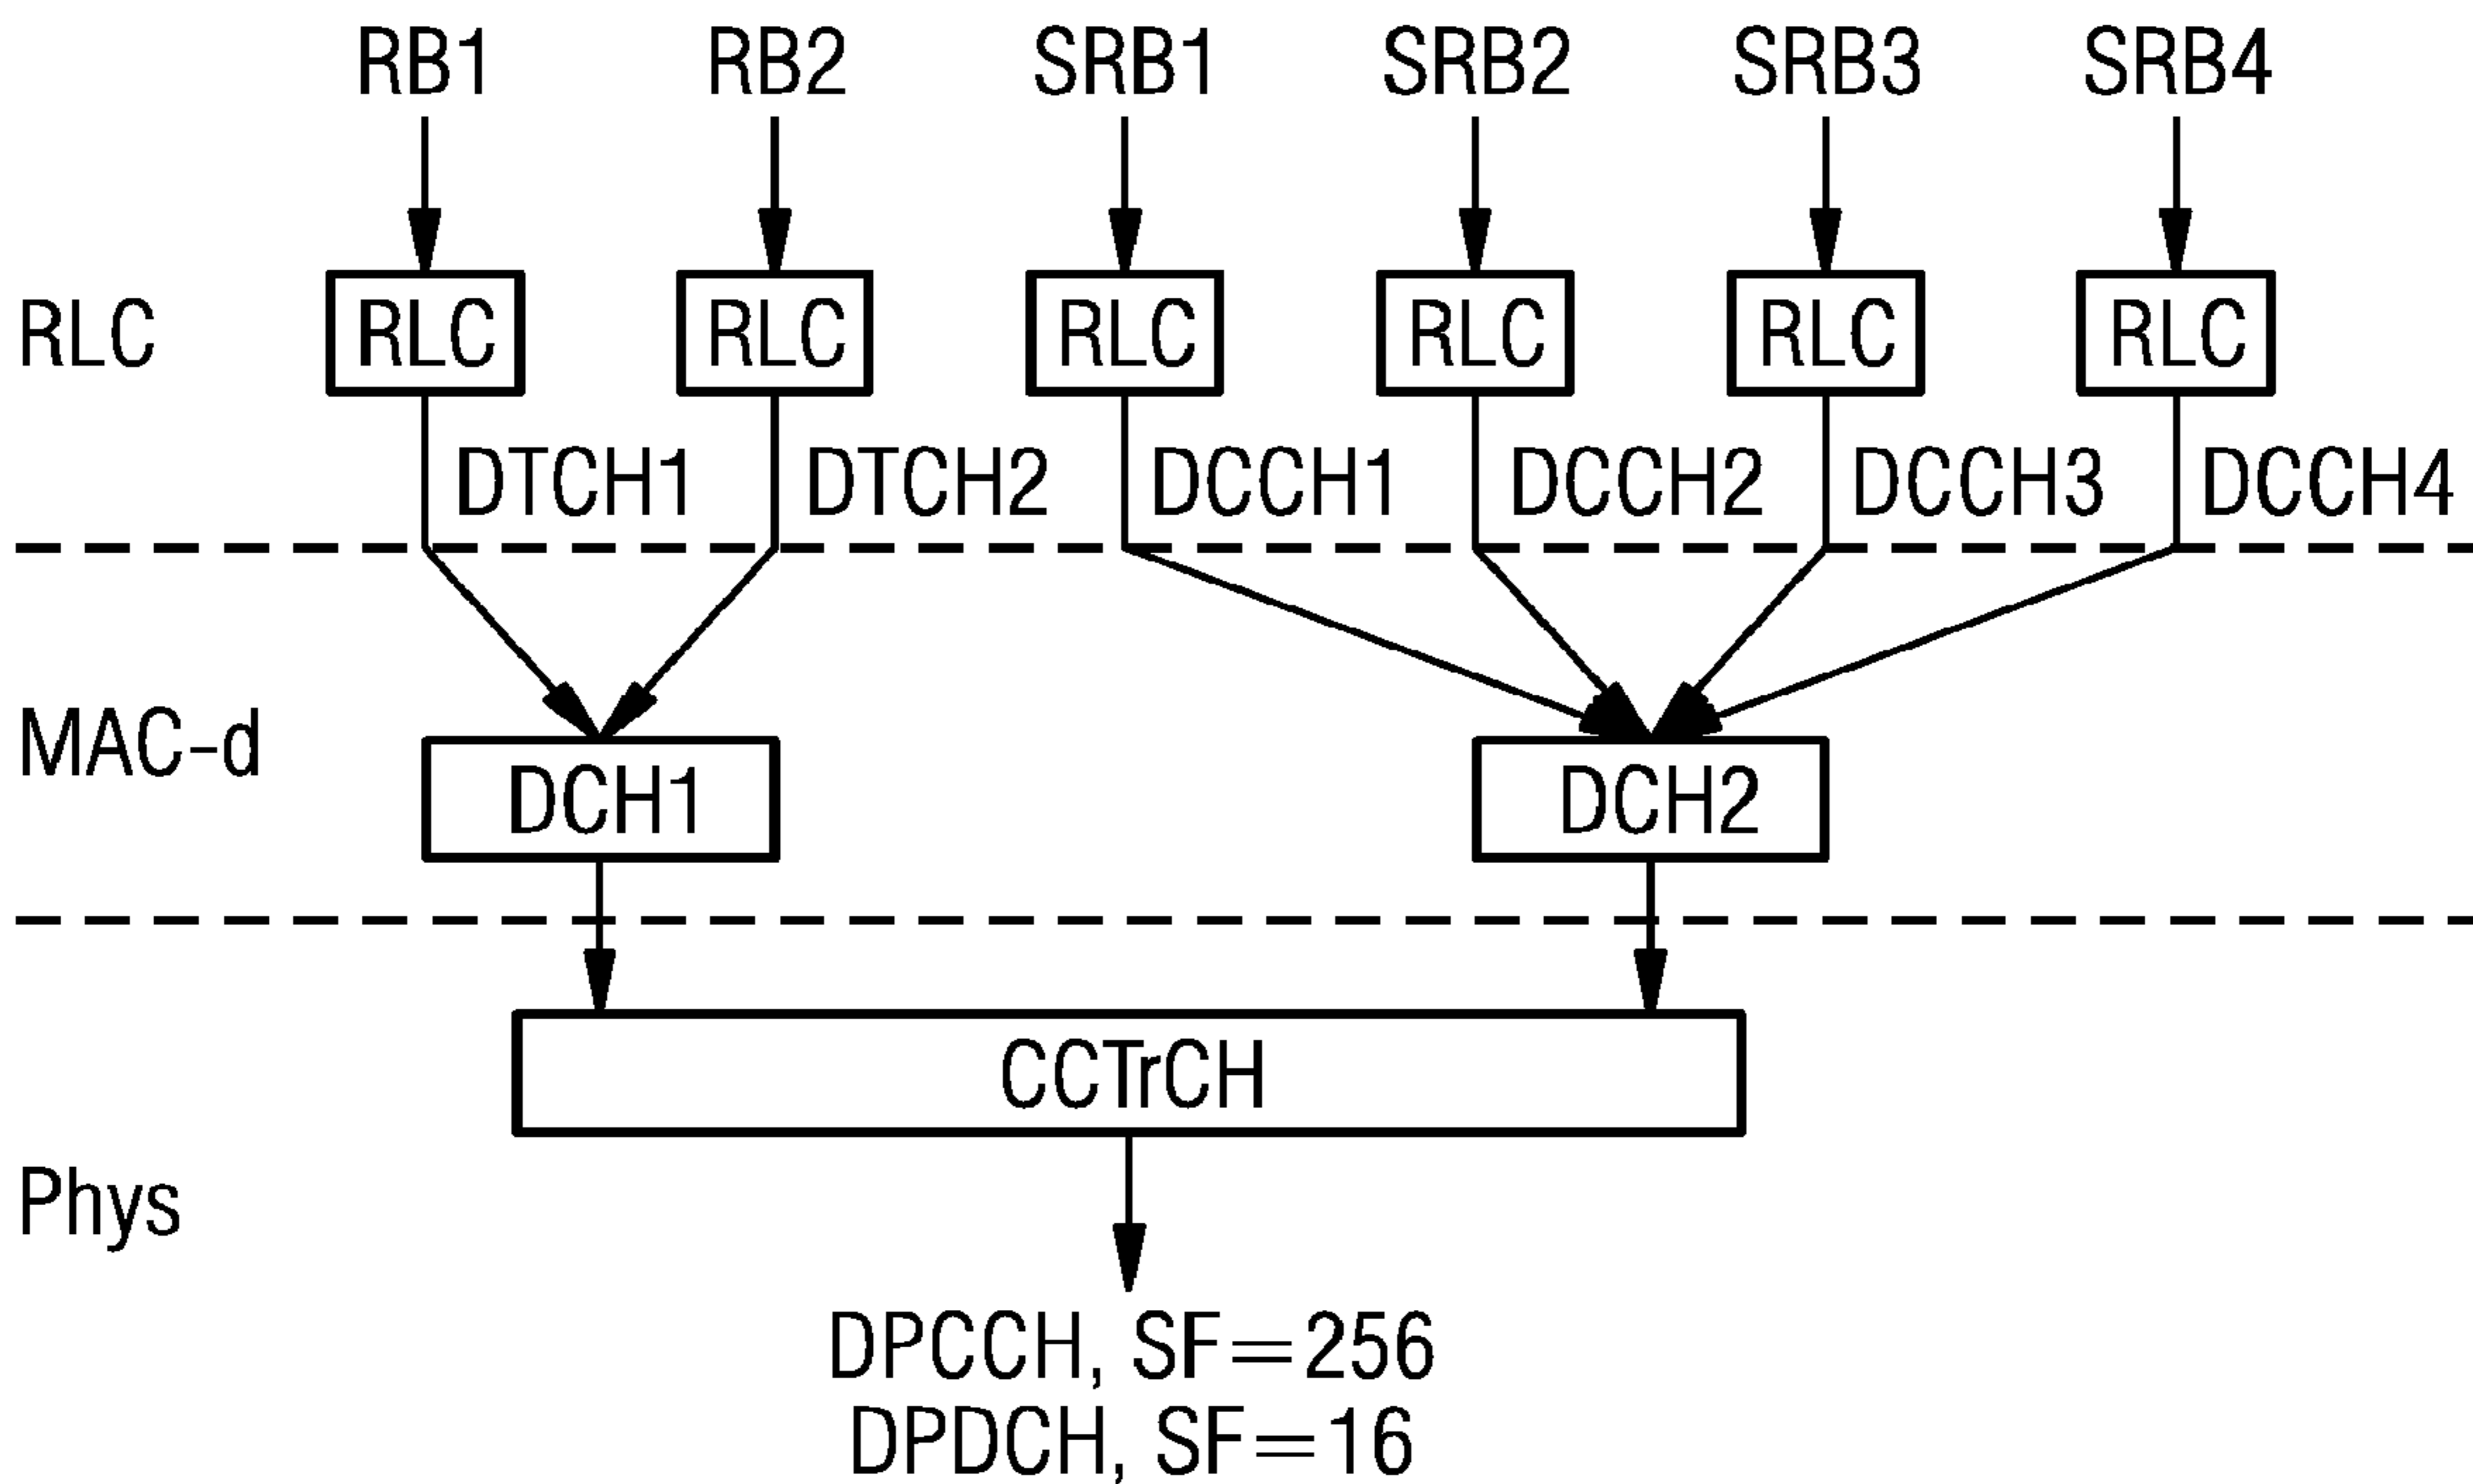 RB1 RB2 SRB1 SRB2 SRB3 SRB4
RLC RLC RLC RLC RLC RLC RLC
DTCH1 DTCH2 DCCH1 DCCH2 DCCH3 DCCH4
MAC-d
DCH1 DCH2
CCTrCH
Phys
DPCCH, SF=256
DPDCH, SF=16